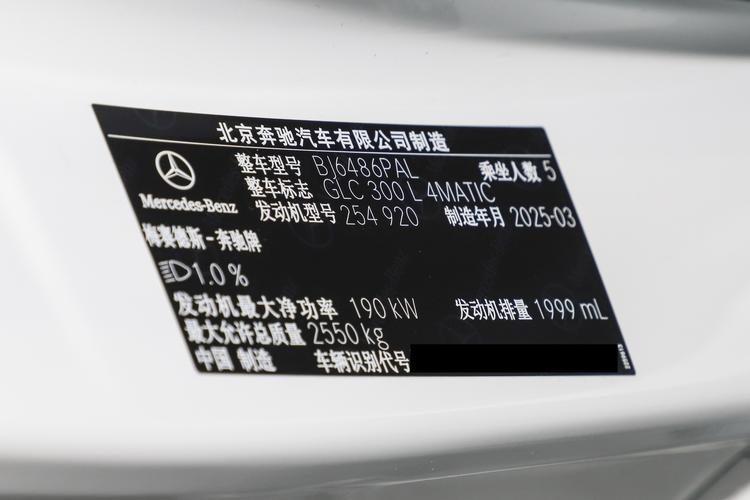 北京奔驰汽车有限公司制造
整车型号 BJ6486PAL 乘坐人数 5
整车标志 GLC 300 L 4MATIC
Mercedes-Benz 发动机型号 254 920 制造年月 2025-03
梅赛德斯-奔驰牌
1.0 %
发动机最大净功率 190 kW 发动机排量 1999 mL
最大允许总质量 2550 kg
中国 制造 车辆识别代号